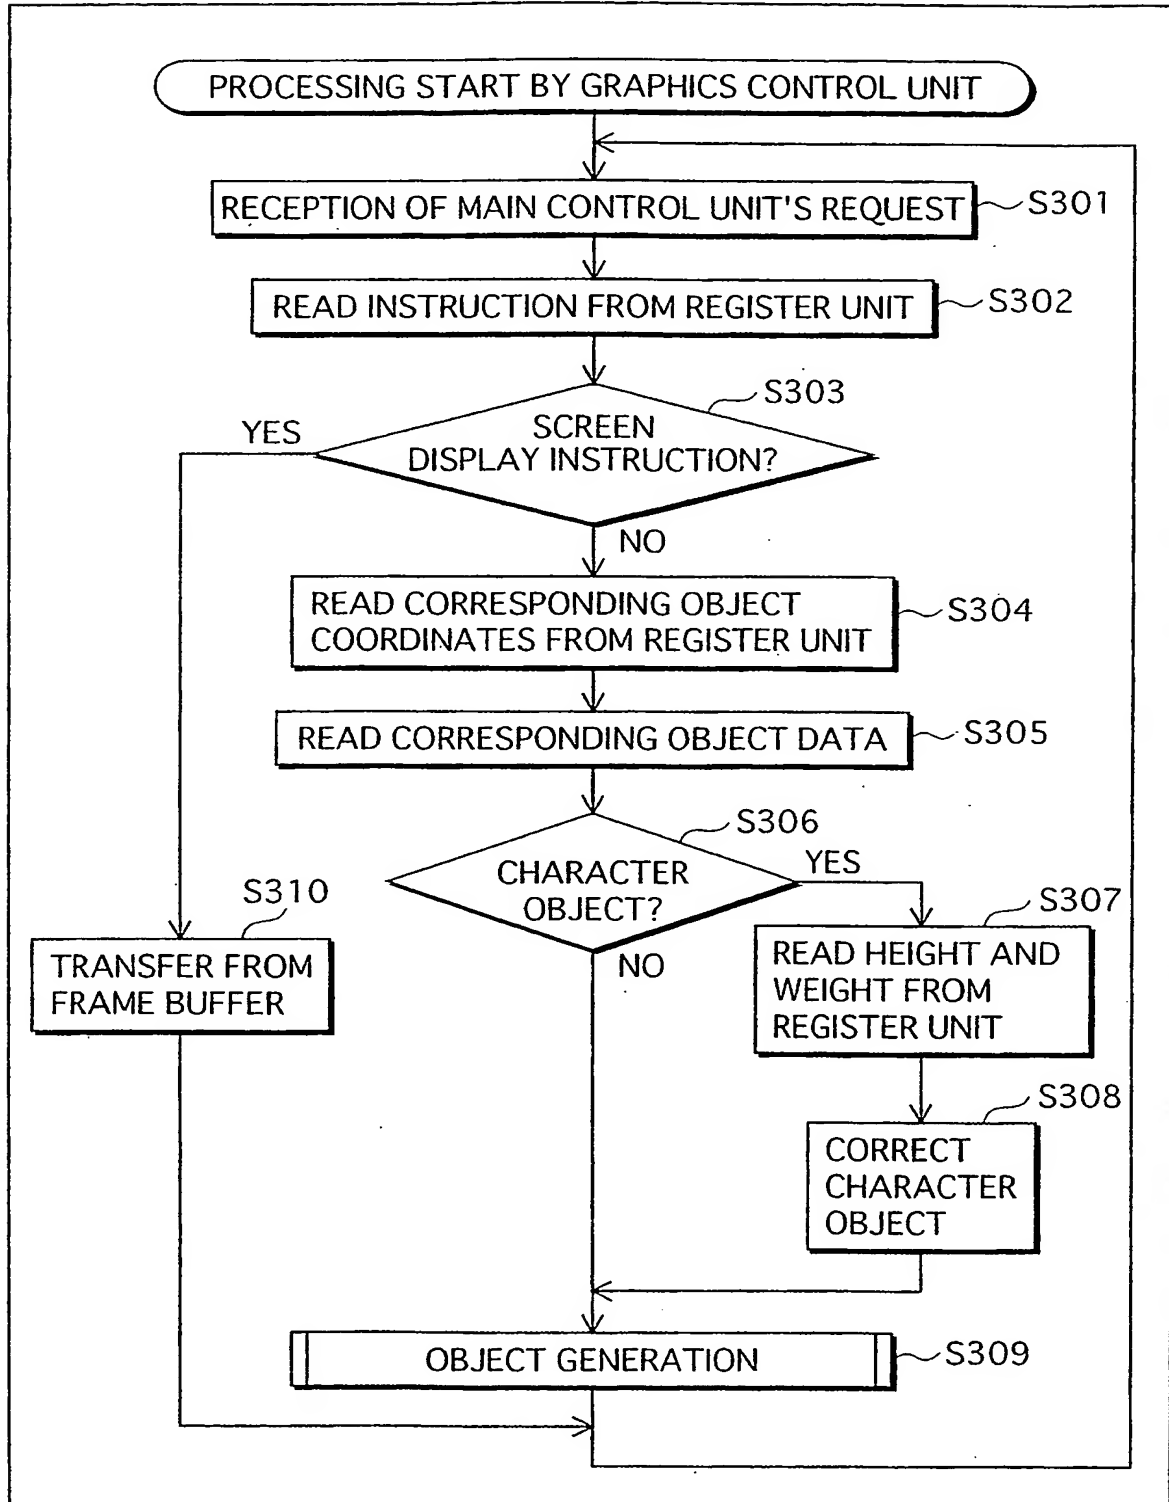 PROCESSING START BY GRAPHICS CONTROL UNIT
RECEPTION OF MAIN CONTROL UNIT'S REQUEST
S301
READ INSTRUCTION FROM REGISTER UNIT
S302
S303
SCREEN
DISPLAY INSTRUCTION?
YES
NO
READ CORRESPONDING OBJECT
COORDINATES FROM REGISTER UNIT
S304
READ CORRESPONDING OBJECT DATA
S305
S306
CHARACTER
OBJECT?
YES
NO
S310
TRANSFER FROM
FRAME BUFFER
S307
READ HEIGHT AND
WEIGHT FROM
REGISTER UNIT
S308
CORRECT
CHARACTER
OBJECT
OBJECT GENERATION
S309